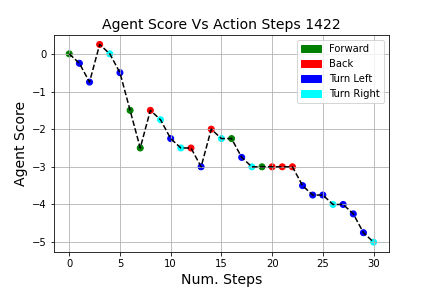 Agent Score Vs Action Steps 1422
Forward
Back
Turn Left
Turn Right
Agent Score
0
−1
−2
−3
−4
−5
0 5 10 15 20 25 30
Num. Steps